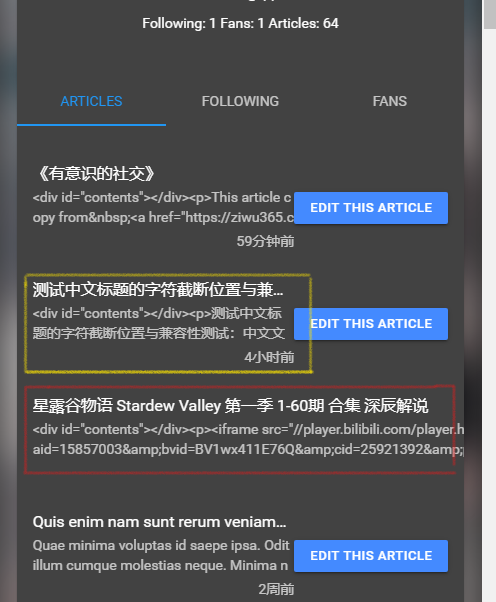 Following: 1 Fans: 1 Articles: 64
ARTICLES FOLLOWING FANS
《有意识的社交》
<div id="contents"></div><p>This article c
opy from&nbsp;<a href="https://ziwu365.c
EDIT THIS ARTICLE
59分钟前
测试中文标题的字符截断位置与兼...
<div id="contents"></div><p>测试中文标
题的字符截断位置与兼容性测试：中文文
EDIT THIS ARTICLE
4小时前
星露谷物语 Stardew Valley 第一季 1-60期 合集 深辰解说
<div id="contents"></div><p><iframe src="//player.bilibili.com/player.h
aid=15857003&amp;bvid=BV1wx411E76Q&amp;cid=25921392&amp;
Quis enim nam sunt rerum veniam...
Quae minima voluptas id saepe ipsa. Odit
illum cumque molestias neque. Minima n
EDIT THIS ARTICLE
2周前